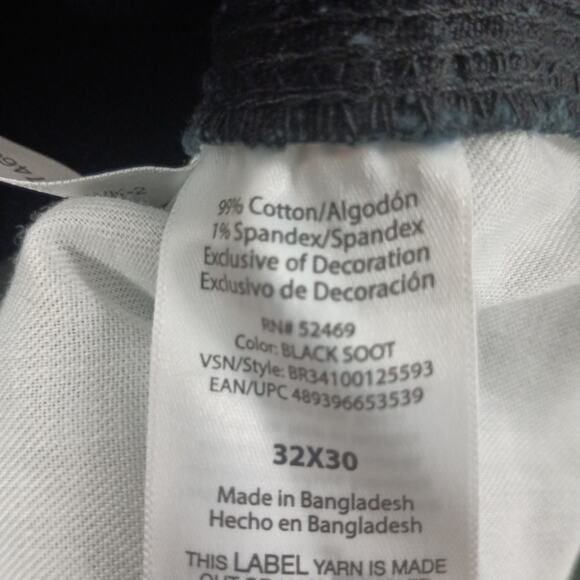 99% Cotton/Algodón
1% Spandex/Spandex
Exclusive of Decoration
Exclusivo de Decoración
RN# 52469
Color: BLACK SOOT
VSN/Style: BR34100125593
EAN/UPC 489396653539
32X30
Made in Bangladesh
Hecho en Bangladesh
THIS LABEL YARN IS MADE